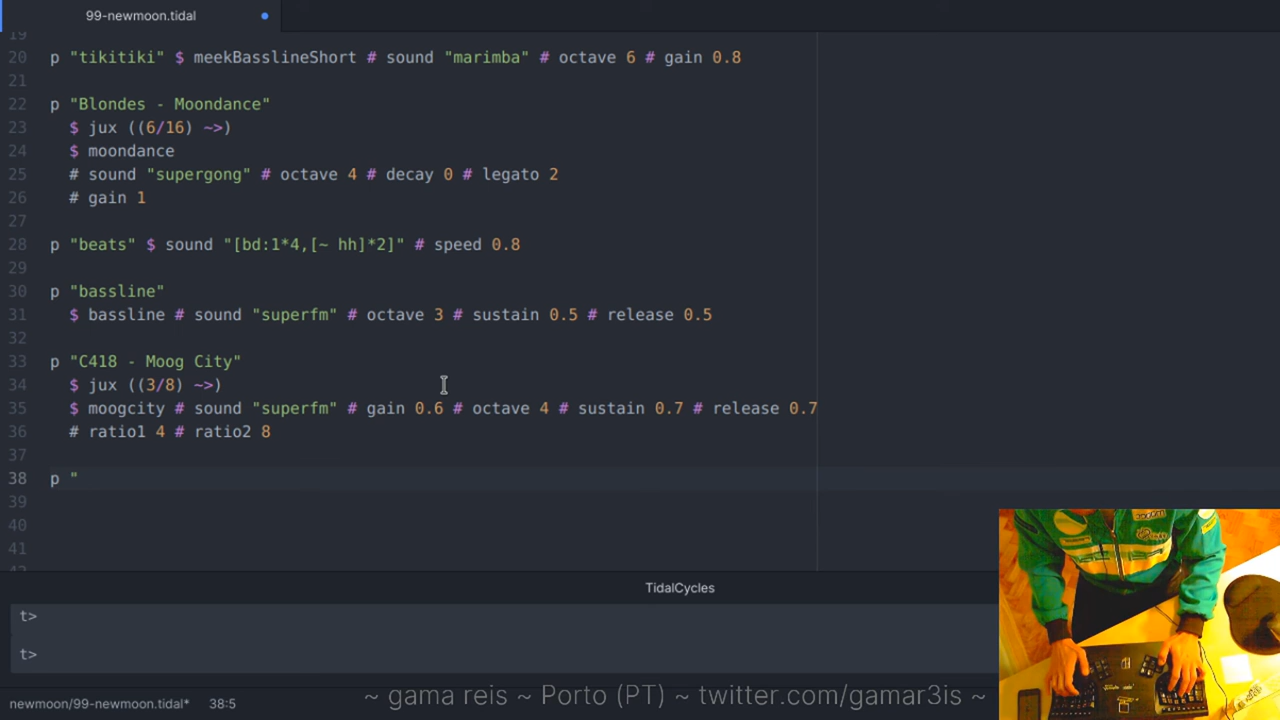 99-newmoon.tidal
19
20 p "tikitiki" $ meekBasslineShort # sound "marimba" # octave 6 # gain 0.8
21
22 p "Blondes - Moondance"
23 $ jux ((6/16) ~>)
24 $ moondance
25 # sound "supergong" # octave 4 # decay 0 # legato 2
26 # gain 1
27
28 p "beats" $ sound "[bd:1*4,[~ hh]*2]" # speed 0.8
29
30 p "bassline"
31 $ bassline # sound "superfm" # octave 3 # sustain 0.5 # release 0.5
32
33 p "C418 - Moog City"
34 $ jux ((3/8) ~>)
35 $ moogcity # sound "superfm" # gain 0.6 # octave 4 # sustain 0.7 # release 0.7
36 # ratio1 4 # ratio2 8
37
38 p "
39
40
41
TidalCycles
t>
t>
~ gama reis ~ Porto (PT) ~ twitter.com/gamar3is ~
newmoon/99-newmoon.tidal* 38:5